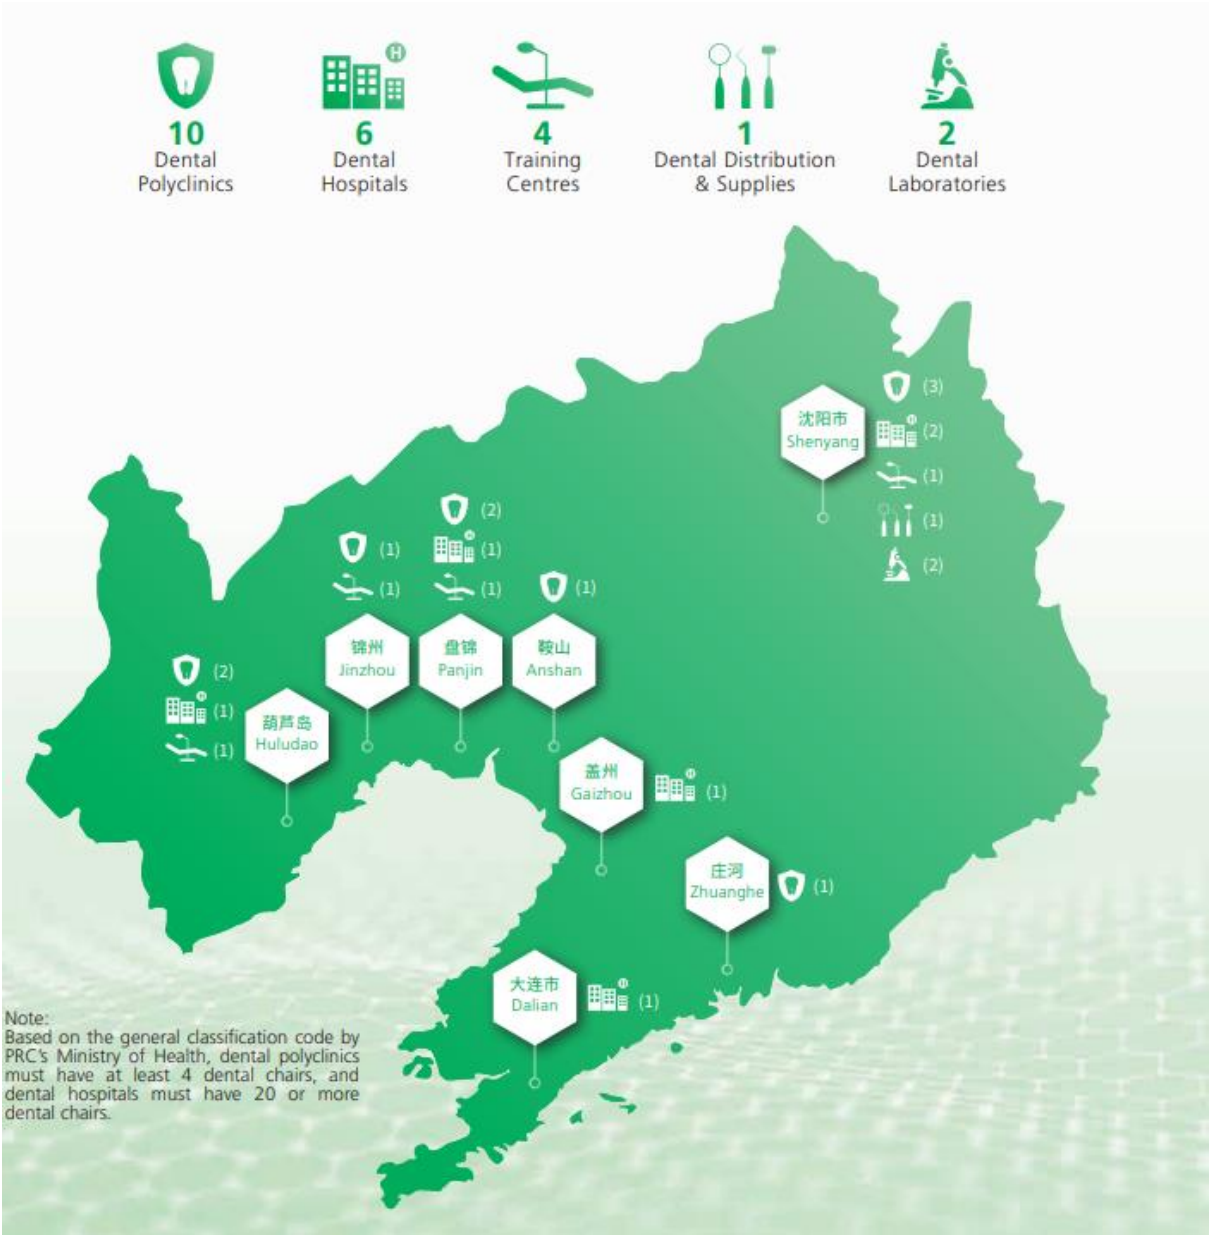 10
Dental
Polyclinics
6
Dental
Hospitals
4
Training
Centres
1
Dental Distribution
& Supplies
2
Dental
Laboratories
H
沈阳市
Shenyang
(3)
(2)
(1)
(1)
(2)
(2)
(1)
(1)
盘锦
Panjin
(1)
(1)
锦州
Jinzhou
(1)
鞍山
Anshan
(2)
(1)
(1)
葫芦岛
Huludao
盖州
Gaizhou
(1)
庄河
Zhuanghe
(1)
大连市
Dalian
(1)
Note:
Based on the general classification code by
PRC's Ministry of Health, dental polyclinics
must have at least 4 dental chairs, and
dental hospitals must have 20 or more
dental chairs.